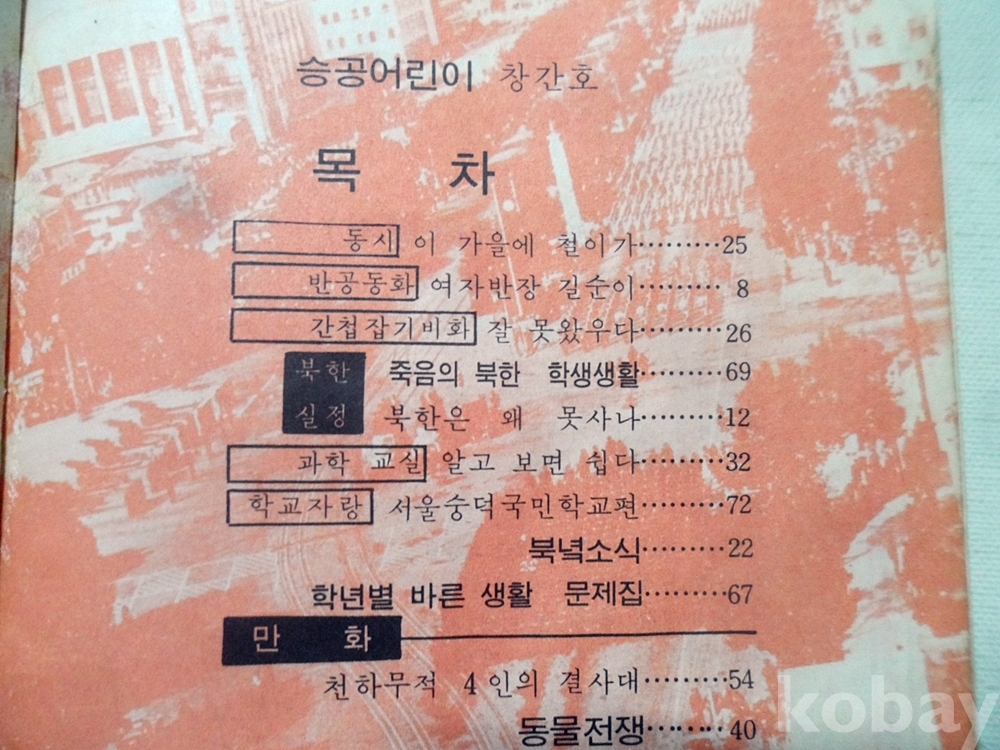 승공어린이 창간호
목 차
동시 이 가을에 철이가………25
반공동화 여자반장 길순이……… 8
간첩잡기비화 잘 못왔우다………26
북한 죽음의 북한 학생생활………69
실정 북한은 왜 못사나………12
과학 교실 알고 보면 쉽다………32
학교자랑 서울숭덕국민학교편………72
북녘소식………22
학년별 바른 생활 문제집………67
만 화
천하무적 4인의 결사대………54
동물전쟁………40
kobay